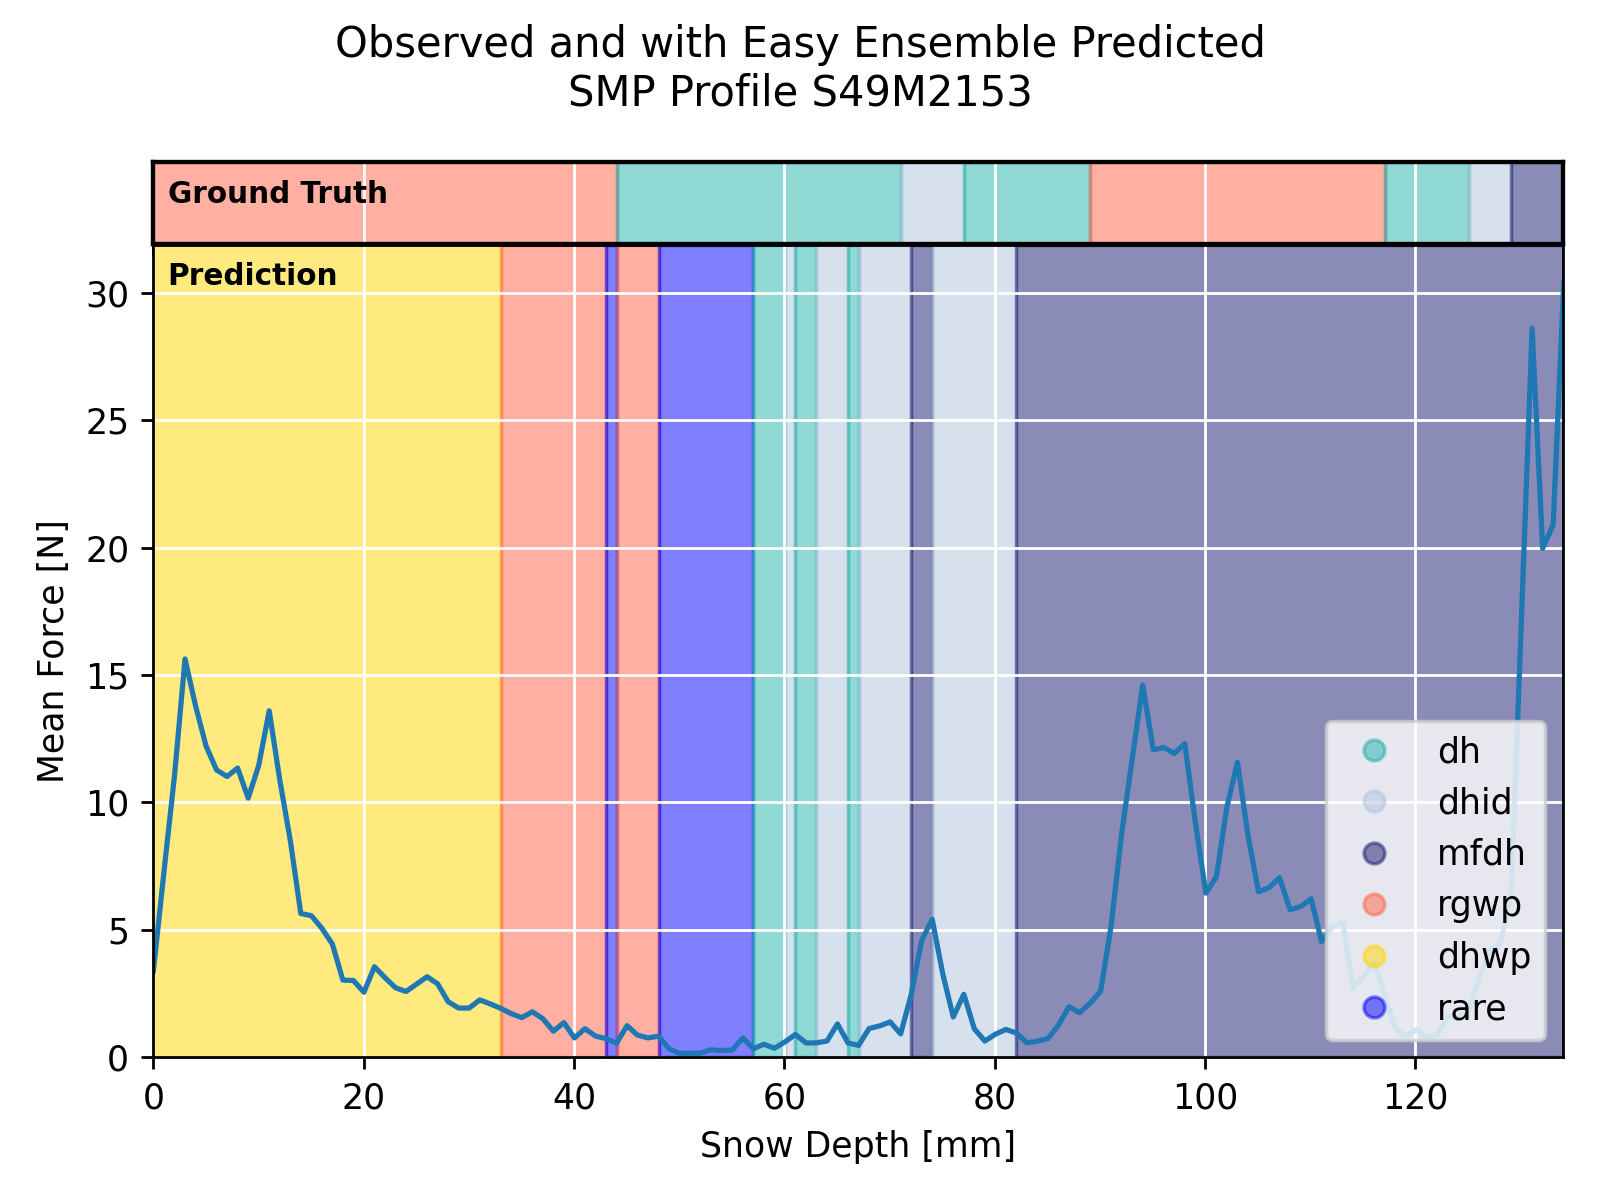 Observed and with Easy Ensemble Predicted
SMP Profile S49M2153
Ground Truth
Prediction
30
25
20
15
10
5
0
Mean Force [N]
dh
dhid
mfdh
rgwp
dhwp
rare
0 20 40 60 80 100 120
Snow Depth [mm]